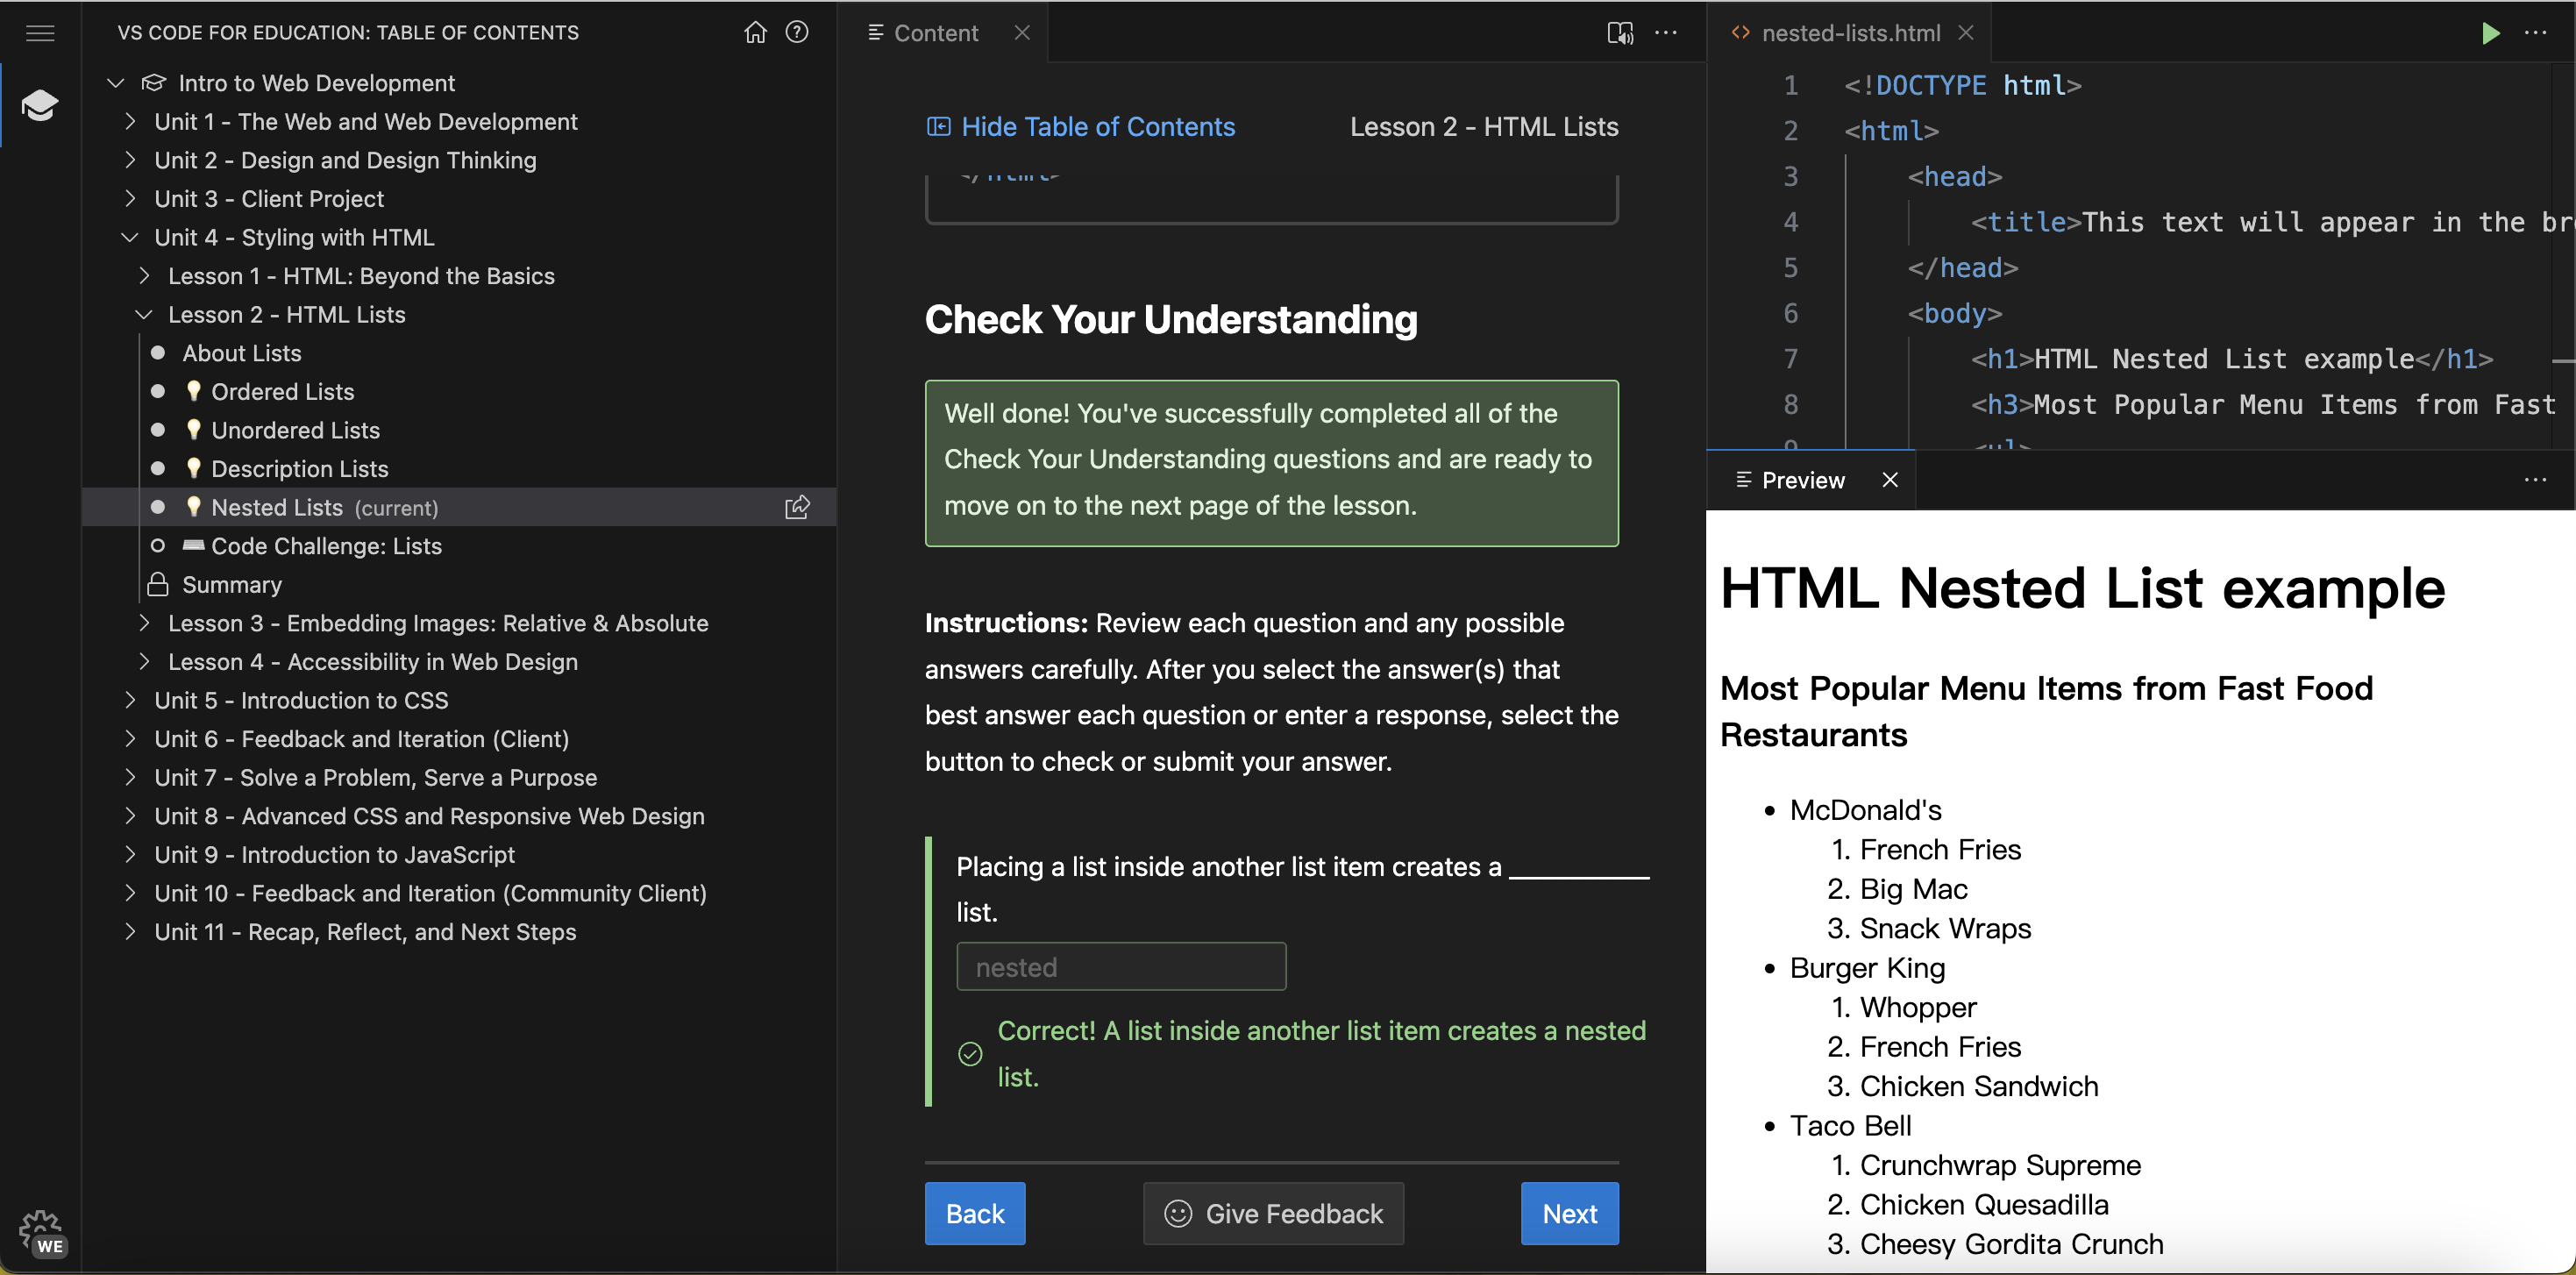 VS CODE FOR EDUCATION: TABLE OF CONTENTS
Intro to Web Development
Unit 1 - The Web and Web Development
Unit 2 - Design and Design Thinking
Unit 3 - Client Project
Unit 4 - Styling with HTML
Lesson 1 - HTML: Beyond the Basics
Lesson 2 - HTML Lists
About Lists
Ordered Lists
Unordered Lists
Description Lists
Nested Lists (current)
Code Challenge: Lists
Summary
Lesson 3 - Embedding Images: Relative & Absolute
Lesson 4 - Accessibility in Web Design
Unit 5 - Introduction to CSS
Unit 6 - Feedback and Iteration (Client)
Unit 7 - Solve a Problem, Serve a Purpose
Unit 8 - Advanced CSS and Responsive Web Design
Unit 9 - Introduction to JavaScript
Unit 10 - Feedback and Iteration (Community Client)
Unit 11 - Recap, Reflect, and Next Steps
WE
Content
Hide Table of Contents
Lesson 2 - HTML Lists
</html>
Check Your Understanding
Well done! You've successfully completed all of the
Check Your Understanding questions and are ready to
move on to the next page of the lesson.
Instructions: Review each question and any possible
answers carefully. After you select the answer(s) that
best answer each question or enter a response, select the
button to check or submit your answer.
Placing a list inside another list item creates a __________
list.
nested
Correct! A list inside another list item creates a nested
list.
Back
Give Feedback
Next
nested-lists.html
1 <!DOCTYPE html>
2 <html>
3 <head>
4 <title>This text will appear in the br
5 </head>
6 <body>
7 <h1>HTML Nested List example</h1>
8 <h3>Most Popular Menu Items from Fast
9 <ul>
Preview
HTML Nested List example
Most Popular Menu Items from Fast Food
Restaurants
• McDonald's
1. French Fries
2. Big Mac
3. Snack Wraps
• Burger King
1. Whopper
2. French Fries
3. Chicken Sandwich
• Taco Bell
1. Crunchwrap Supreme
2. Chicken Quesadilla
3. Cheesy Gordita Crunch